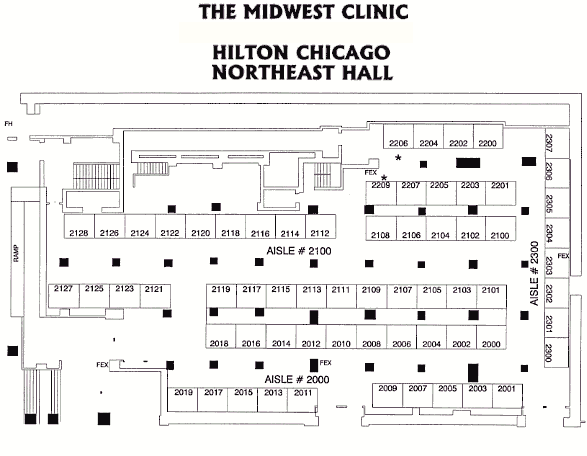 THE MIDWEST CLINIC
HILTON CHICAGO
NORTHEAST HALL
FH
2206 2204 2202 2200
2307
2206
FEX
2209 2207 2205 2203 2201
2305
2128 2126 2124 2122 2120 2118 2116 2114 2112
2108 2106 2104 2102 2100
2304
AISLE # 2100
AISLE # 2300
RAMP
FEX
2303
2127 2125 2123 2121
2119 2117 2115 2113 2111 2109 2107 2105 2103 2101
2302
2301
2018 2016 2014 2012 2010 2008 2006 2004 2002 2000
2300
FEX
FEX
AISLE # 2000
2019 2017 2015 2013 2011
2009 2007 2005 2003 2001